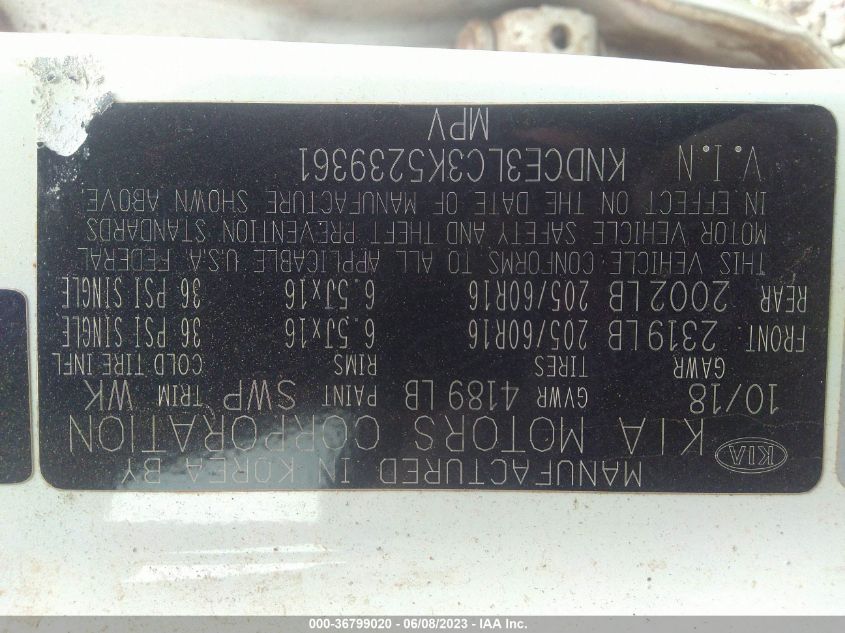 MANUFACTURED IN KOREA BY
KIA KIA MOTORS CORPORATION
10/18 GVWR 4189 LB PAINT SWP TRIM WK
GAWR TIRES RIMS COLD TIRE INFL
FRONT 2319 LB 205/60R16 6.5Jx16 36 PSI SINGLE
REAR 2002 LB 205/60R16 6.5Jx16 36 PSI SINGLE
THIS VEHICLE CONFORMS TO ALL APPLICABLE U.S.A. FEDERAL
MOTOR VEHICLE SAFETY AND THEFT PREVENTION STANDARDS
IN EFFECT ON THE DATE OF MANUFACTURE SHOWN ABOVE.
V.I.N KNDCE3LC3K5239361
MPV
000-36799020 - 06/08/2023 - IAA Inc.